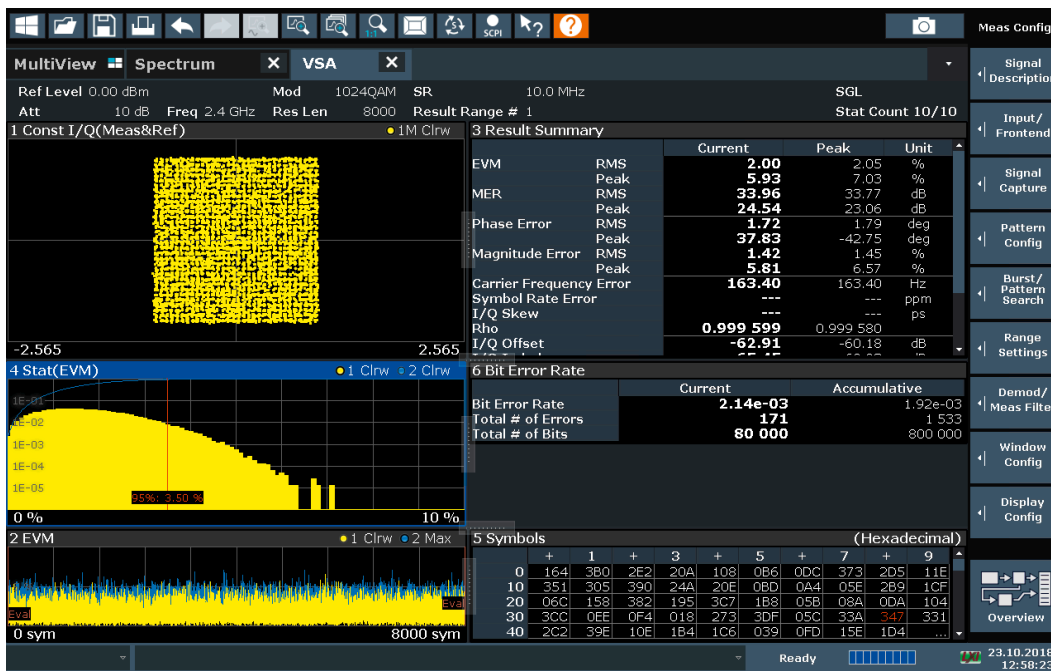 1:1
S
SCPI
?
?
Meas Config
MultiView Spectrum X VSA X
Ref Level 0.00 dBm Mod 1024QAM SR 10.0 MHz SGL
Att 10 dB Freq 2.4 GHz Res Len 8000 Result Range # 1 Stat Count 10/10
1 Const I/Q(Meas&Ref) 1M Clrw
-2.565 2.565
3 Result Summary
Current Peak Unit
EVM RMS 2.00 2.05 %
Peak 5.93 7.03 %
MER RMS 33.96 33.77 dB
Peak 24.54 23.06 dB
Phase Error RMS 1.72 1.79 deg
Peak 37.83 -42.75 deg
Magnitude Error RMS 1.42 1.45 %
Peak 5.81 6.57 %
Carrier Frequency Error 163.40 163.40 Hz
Symbol Rate Error --- --- ppm
I/Q Skew --- --- ps
Rho 0.999 599 0.999 580
I/Q Offset -62.91 -60.18 dB
4 Stat(EVM) 1 Clrw 2 Clrw
1E-01
1E-02
1E-03
1E-04
1E-05
95%: 3.50 %
0 % 10 %
6 Bit Error Rate
Current Accumulative
Bit Error Rate 2.14e-03 1.92e-03
Total # of Errors 171 1 533
Total # of Bits 80 000 800 000
2 EVM 1 Clrw 2 Max
Eval
Eval
0 sym 8000 sym
5 Symbols (Hexadecimal)
+ 1 + 3 + 5 + 7 + 9
0 164 3B0 2E2 20A 108 0B6 0DC 373 2D5 11E
10 351 305 390 24A 20E 0BD 0A4 05E 2B9 1CF
20 06C 158 382 195 3C7 1B8 05B 08A 0DA 104
30 3CC 0EE 0F4 018 273 3DF 05C 33A 347 331
40 2C2 39E 10E 1B4 1C6 039 0FD 15E 1D4 ...
Signal
Descriptio
Input/
Frontend
Signal
Capture
Pattern
Config
Burst/
Pattern
Search
Range
Settings
Demod/
Meas Filte
Window
Config
Display
Config
Overview
Ready
23.10.2018
12:58:23